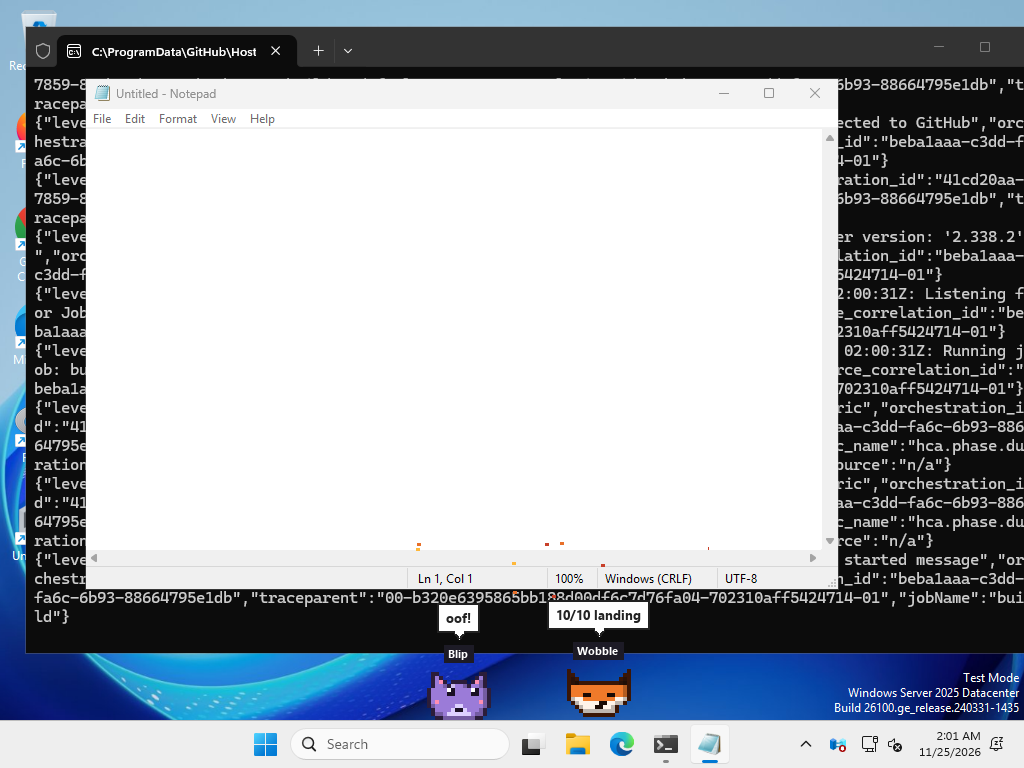 C:\ProgramData\GitHub\Host
Untitled - Notepad
File Edit Format View Help
7859-8
6b93-88664795e1db","t
racepa
{"leve
ected to GitHub","orc
hestra
_id":"beba1aaa-c3dd-f
a6c-6b
4-01"}
{"leve
ration_id":"41cd20aa-
7859-8
6b93-88664795e1db","t
racepa
{"leve
er version: '2.338.2'
","orc
lation_id":"beba1aaa-
c3dd-f
5424714-01"}
{"leve
2:00:31Z: Listening f
or Job
e_correlation_id":"be
ba1aaa
02310aff5424714-01"}
{"leve
02:00:31Z: Running j
ob: bu
rce_correlation_id":"
beba1a
702310aff5424714-01"}
{"leve
ric","orchestration_i
d":"41
aa-c3dd-fa6c-6b93-886
64795e
c_name":"hca.phase.du
ration
ource":"n/a"}
{"leve
ric","orchestration_i
d":"41
aa-c3dd-fa6c-6b93-886
64795e
c_name":"hca.phase.du
ration
rce":"n/a"}
{"leve
started message","or
chestr
_id":"beba1aaa-c3dd-
fa6c-6b93-88664795e1db","traceparent":"00-b320e6395865bb188d00df6c7d76fa04-702310aff5424714-01","jobName":"bui
ld"}
Ln 1, Col 1 100% Windows (CRLF) UTF-8
oof!
10/10 landing
Blip
Wobble
Test Mode
Windows Server 2025 Datacenter
Build 26100.ge_release.240331-1435
Search
2:01 AM
11/25/2026